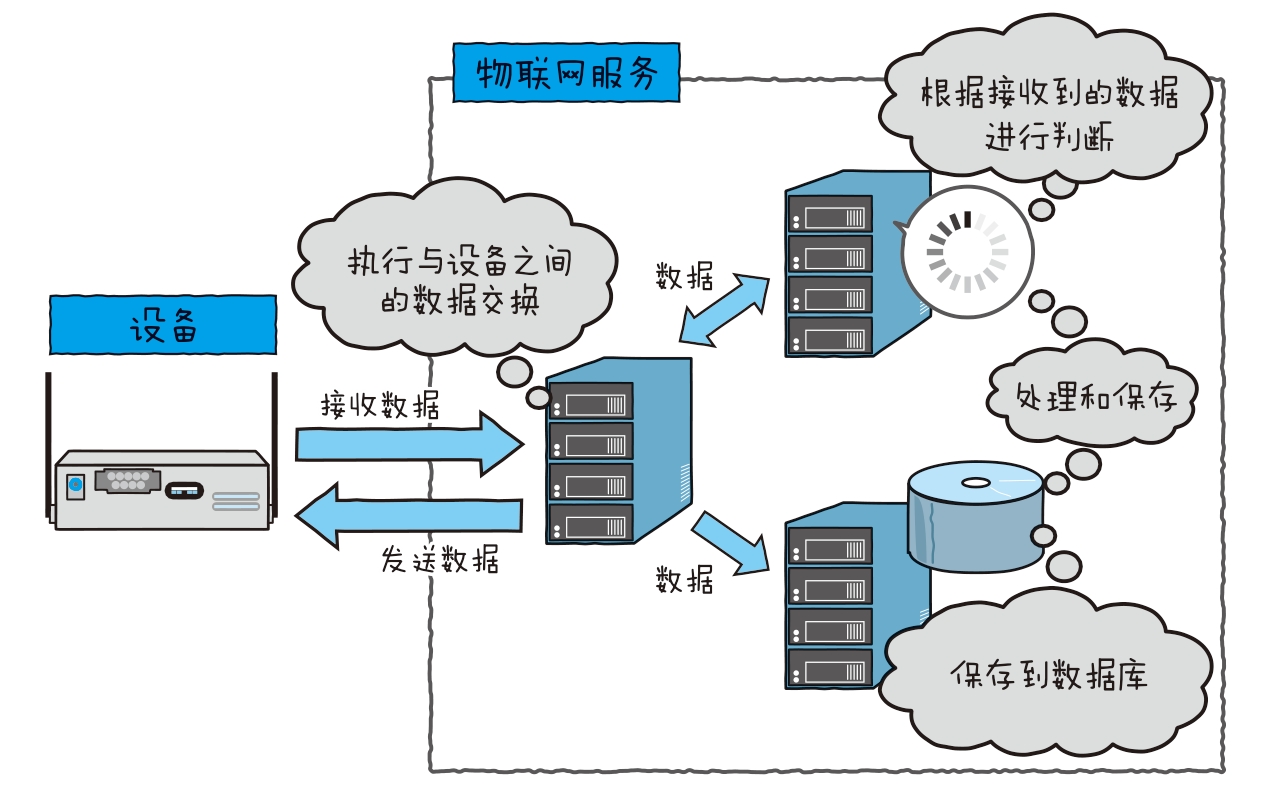 物联网服务
根据接收到的数据
进行判断
执行与设备之间
的数据交换
数据
设备
处理和保存
接收数据
发送数据
数据
保存到数据库